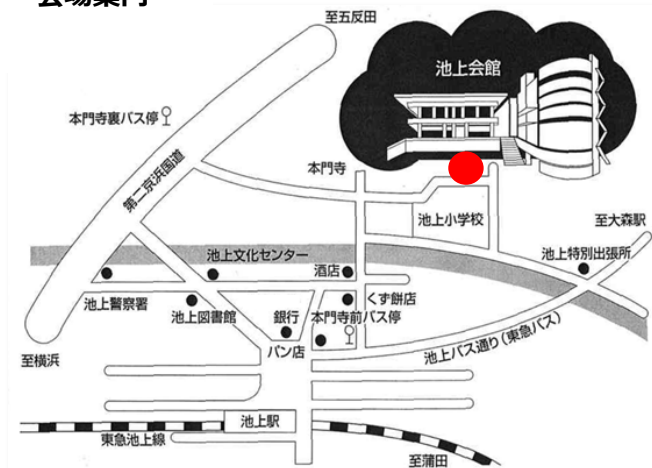 会場案内
至五反田
池上会館
本門寺裏バス停
本門寺
第二京浜国道
池上小学校
至大森駅
池上文化センター
酒店
池上特別出張所
池上警察署
池上図書館
くず餅店
銀行
本門寺前バス停
パン店
至横浜
池上バス通り(東急バス)
池上駅
東急池上線
至蒲田